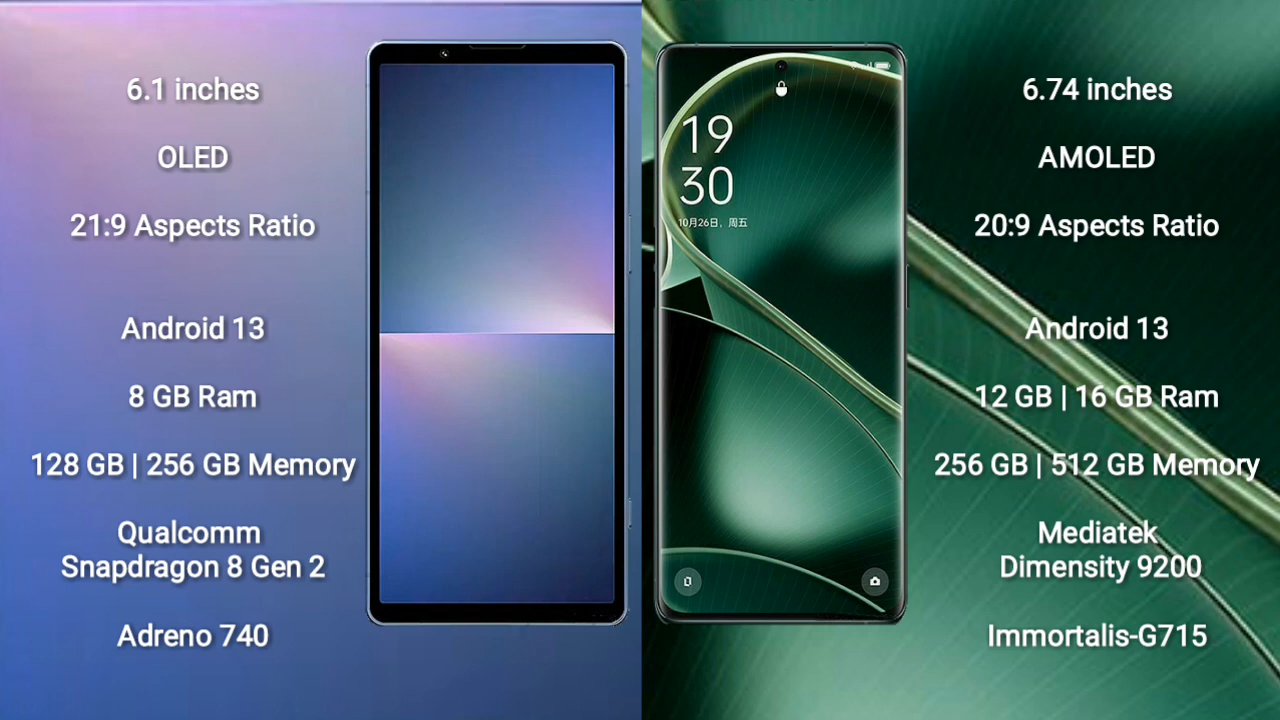 6.1 inches
OLED
21:9 Aspects Ratio
Android 13
8 GB Ram
128 GB | 256 GB Memory
Qualcomm
Snapdragon 8 Gen 2
Adreno 740
19
30
10月26日，周五
6.74 inches
AMOLED
20:9 Aspects Ratio
Android 13
12 GB | 16 GB Ram
256 GB | 512 GB Memory
Mediatek
Dimensity 9200
Immortalis-G715